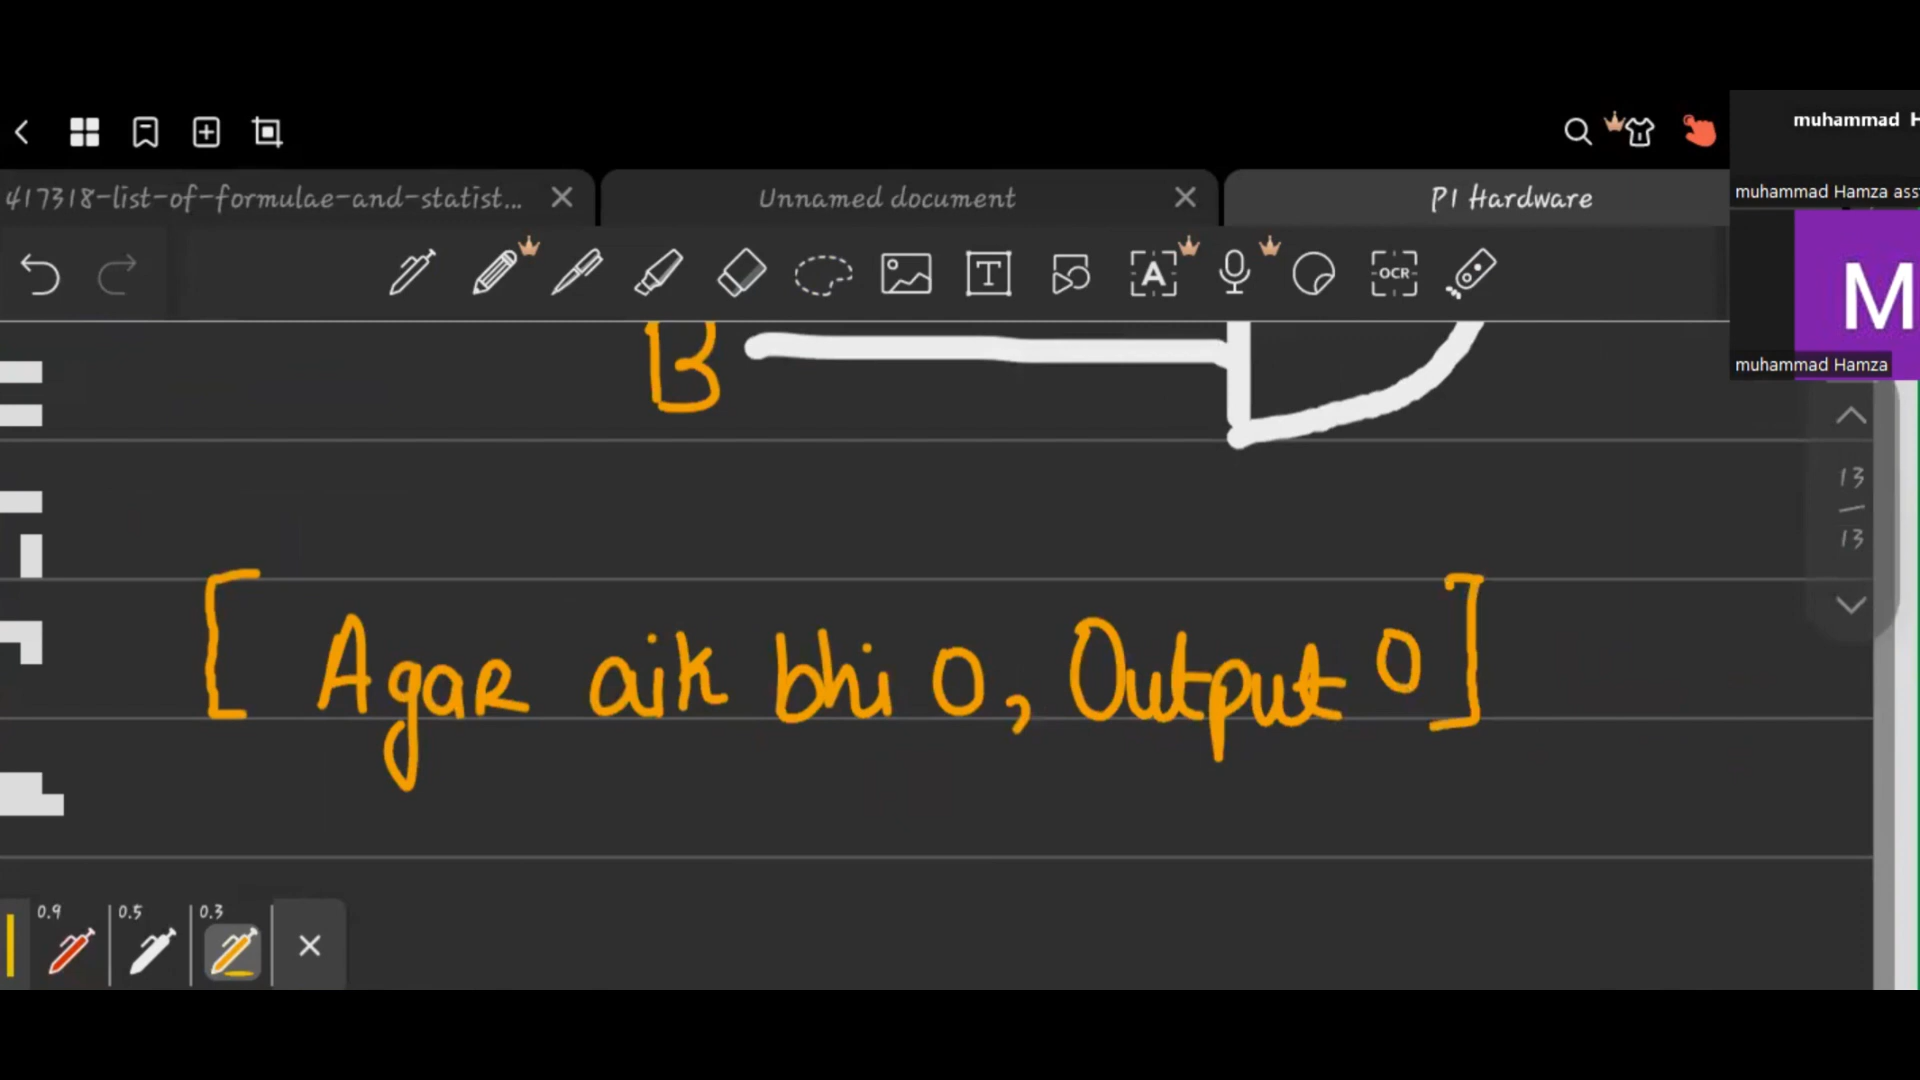 muhammad H
muhammad Hamza ass
417318-list-of-formulae-and-statist...
Unnamed document
P1 Hardware
T
A
OCR
M
muhammad Hamza
B
13
13
[ Agar aik bhi 0, Output 0 ]
0.9
0.5
0.3